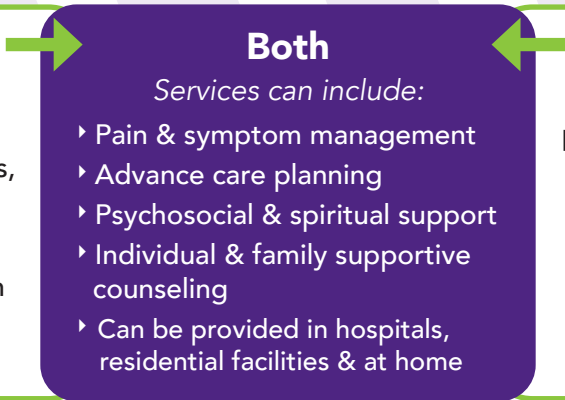 Both
Services can include:
‣ Pain & symptom management
‣ Advance care planning
‣ Psychosocial & spiritual support
‣ Individual & family supportive
counseling
‣ Can be provided in hospitals,
residential facilities & at home